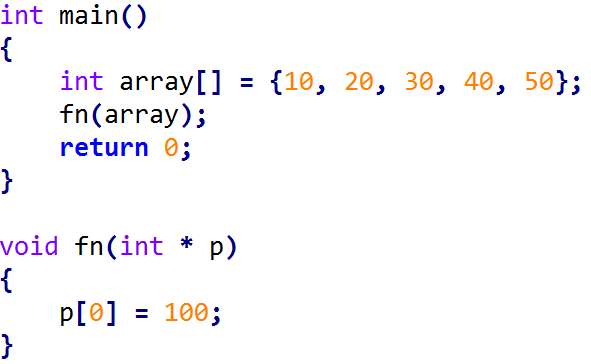 int main()
{
    int array[] = {10, 20, 30, 40, 50};
    fn(array);
    return 0;
}

void fn(int * p)
{
    p[0] = 100;
}